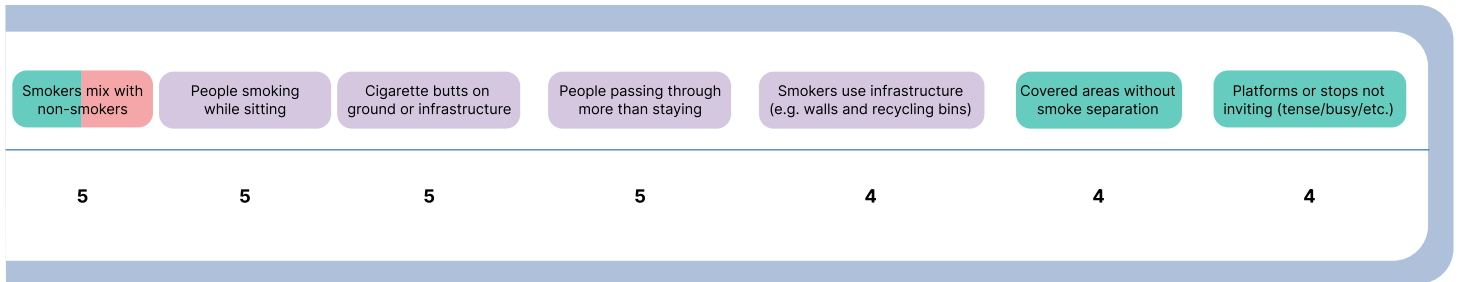 Smokers mix with
non-smokers
People smoking
while sitting
Cigarette butts on
ground or infrastructure
People passing through
more than staying
Smokers use infrastructure
(e.g. walls and recycling bins)
Covered areas without
smoke separation
Platforms or stops not
inviting (tense/busy/etc.)
5
5
5
5
4
4
4